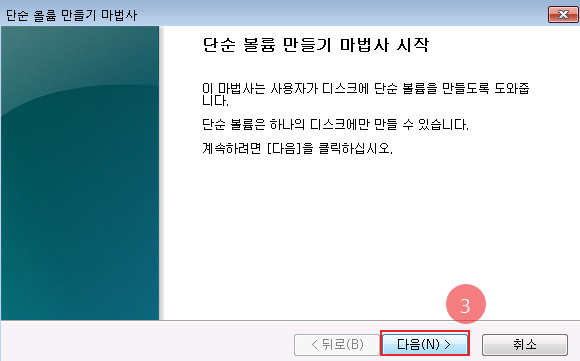 단순 볼륨 만들기 마법사
단순 볼륨 만들기 마법사 시작
이 마법사는 사용자가 디스크에 단순 볼륨을 만들도록 도와줍
니다.
단순 볼륨은 하나의 디스크에만 만들 수 있습니다.
계속하려면 [다음]을 클릭하십시오.
3
< 뒤로(B) 다음(N) > 취소